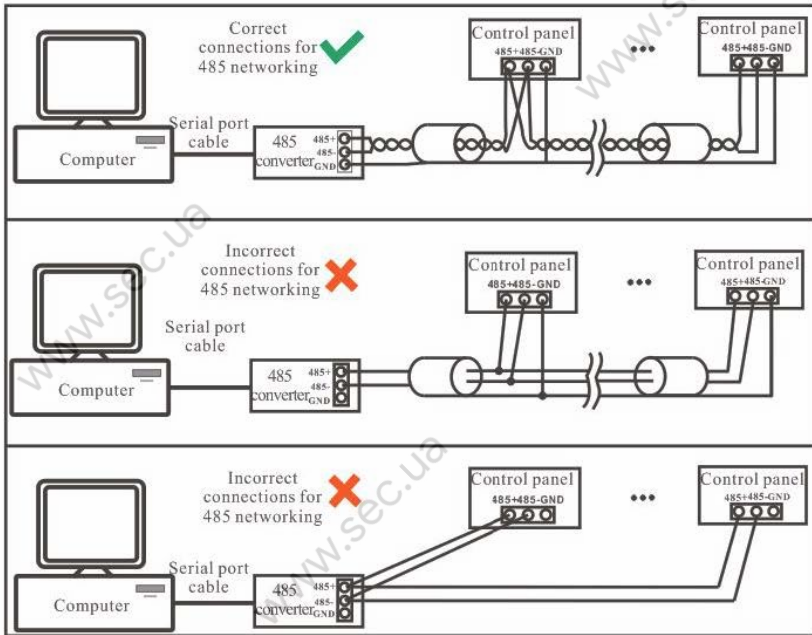 Correct
connections for
485 networking
Control panel
485+485-GND
Control panel
485+485-GND
Serial port
cable
Computer
485
converter
485+
485-
GND
www.sec.ua
Incorrect
connections for
485 networking
Control panel
485+485-GND
Control panel
485+485-GND
Serial port
cable
Computer
485
converter
485+
485-
GND
www.sec.ua
Incorrect
connections for
485 networking
Control panel
485+485-GND
Control panel
485+485-GND
Serial port
cable
Computer
485
converter
485+
485-
GND
www.sec.ua